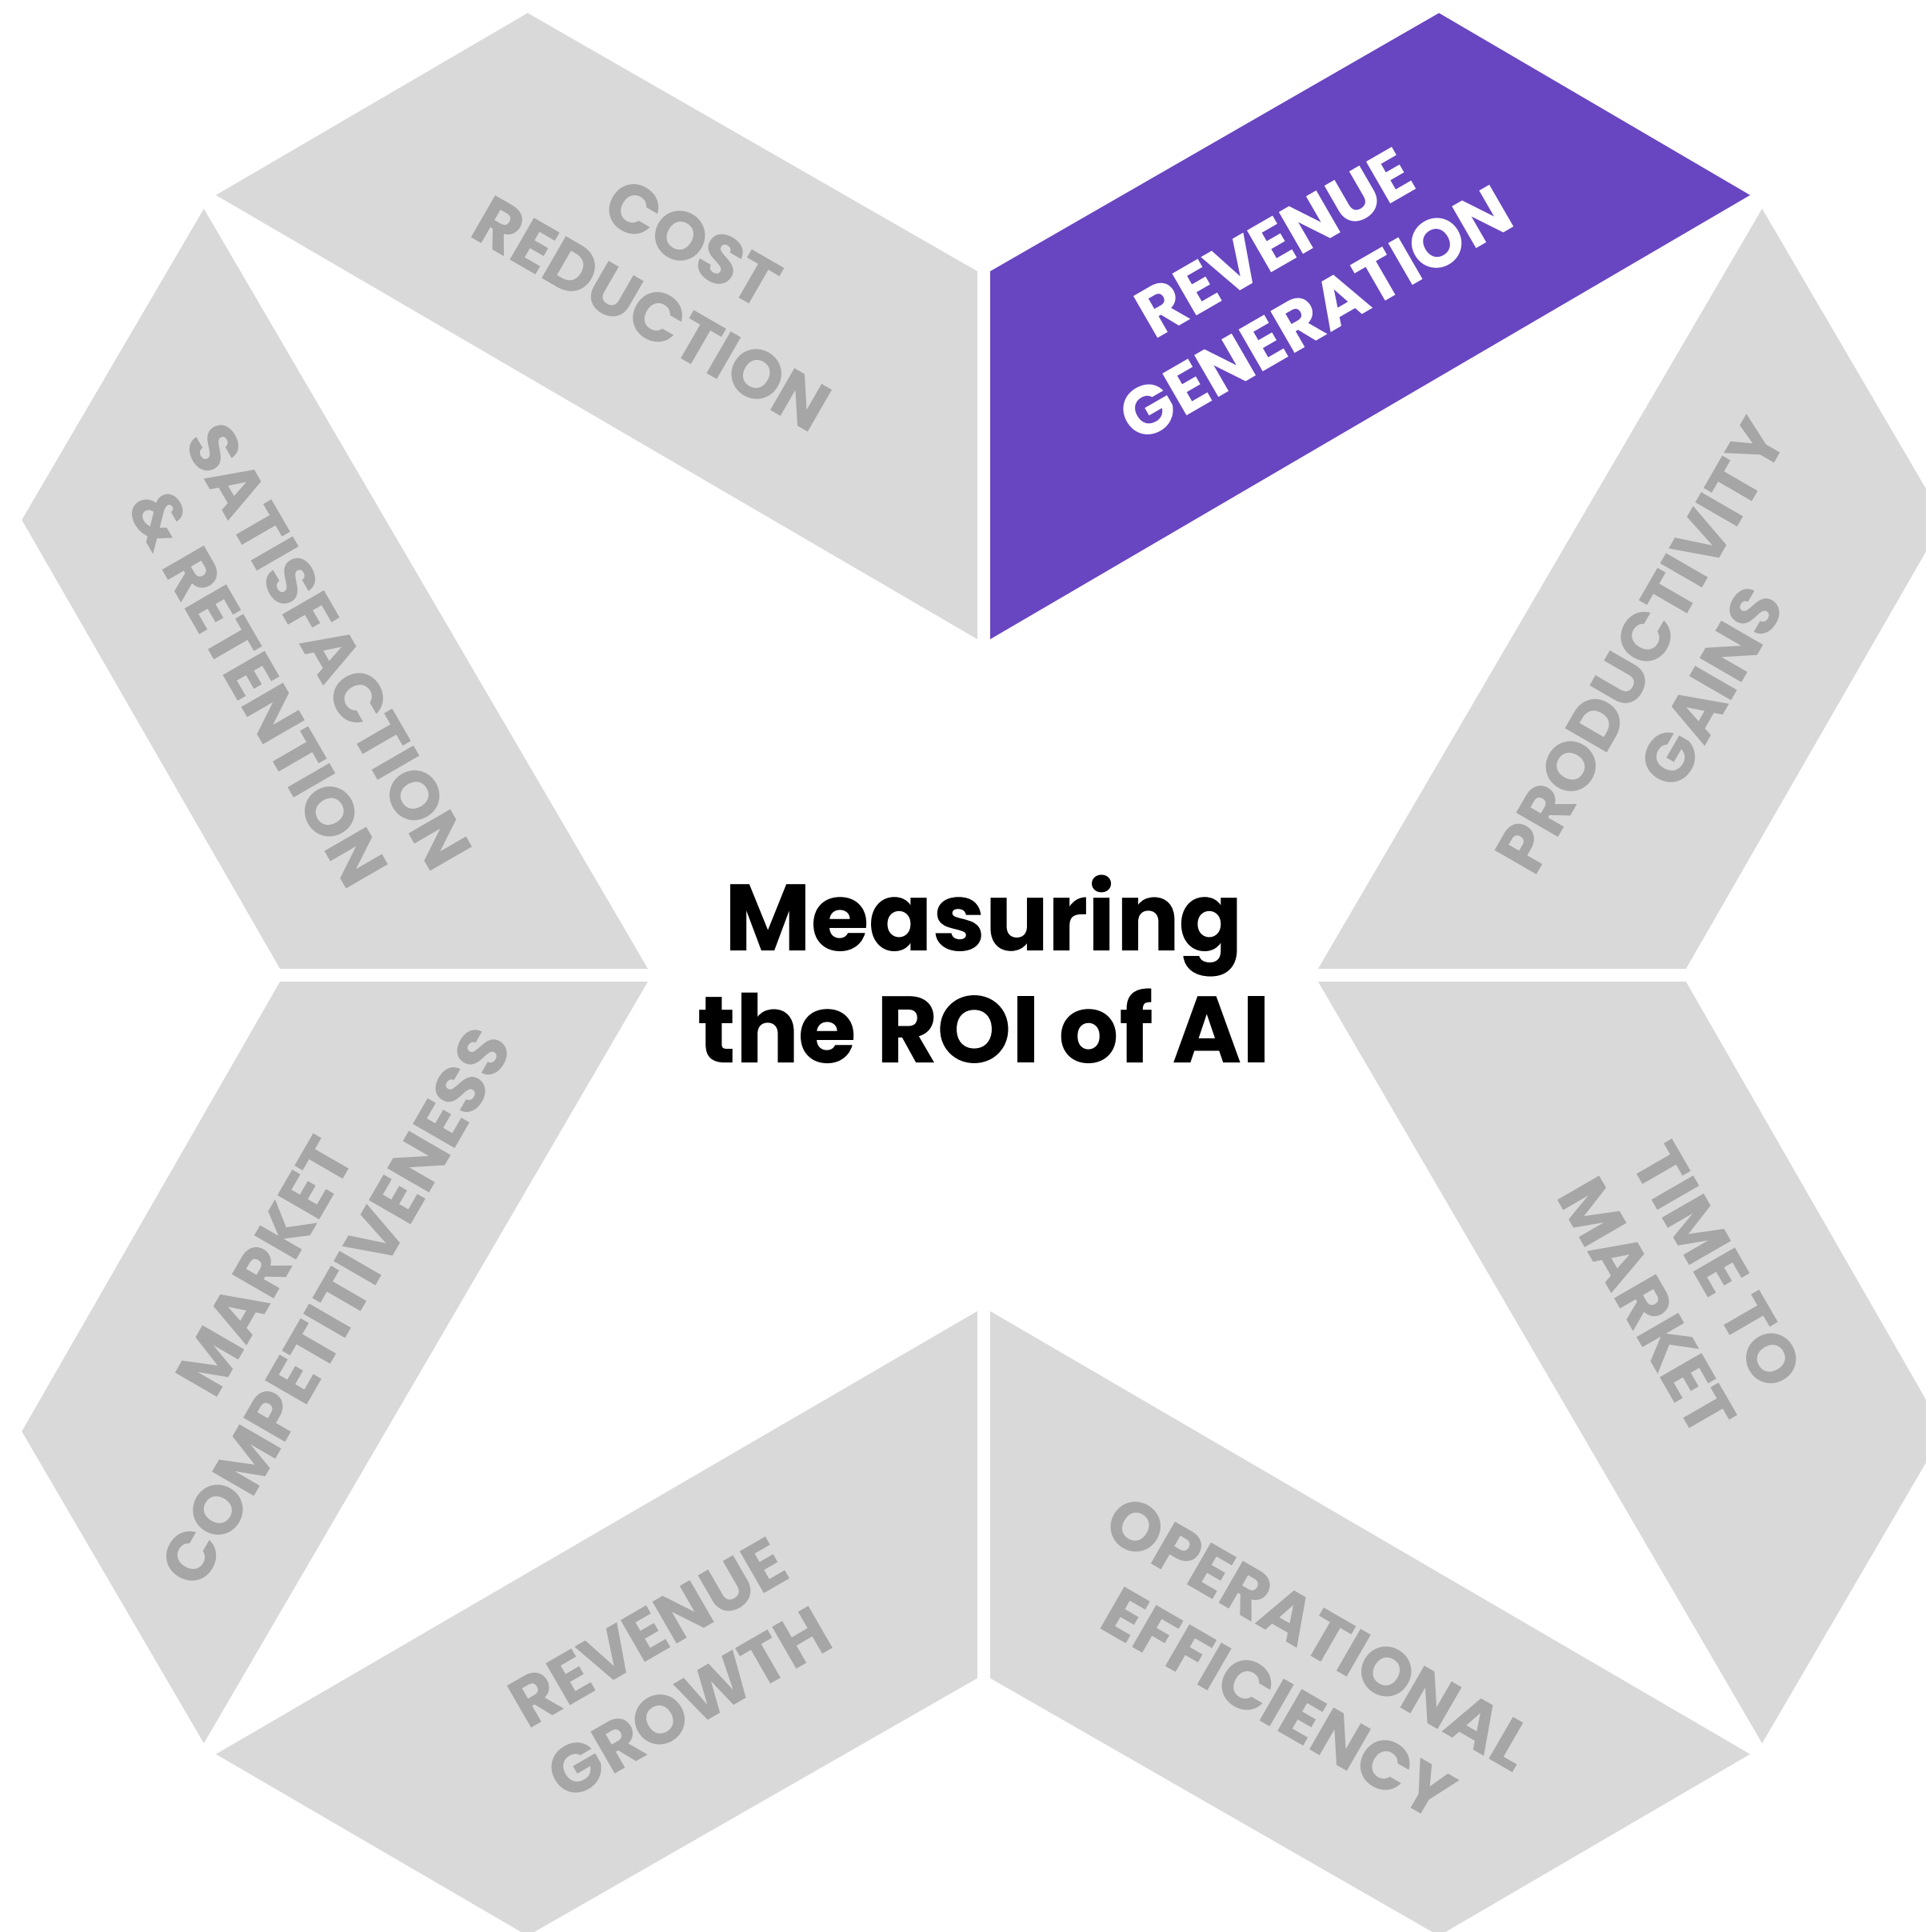 Measuring
the ROI of AI
REVENUE
GENERATION
PRODUCTIVITY
GAINS
TIME TO
MARKET
OPERATIONAL
EFFICIENCY
REVENUE
GROWTH
MARKET
COMPETITIVENESS
SATISFACTION
& RETENTION
COST
REDUCTION